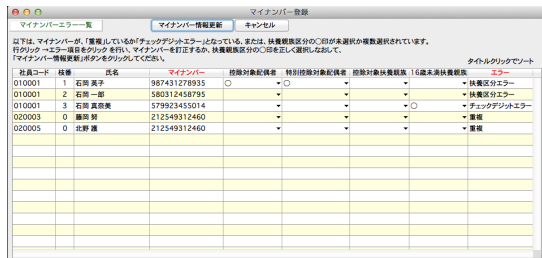 マイナンバー登録
マイナンバーエラー一覧 マイナンバー情報更新 キャンセル
以下は、マイナンバーが、「重複」しているか「チェックデジットエラー」となっている、または、扶養親族区分の○印が未選択か複数選択されています。
行クリック →エラー項目をクリック を行い、マイナンバーを訂正するか、扶養親族区分の○印を正しく選択しなおして、
「マイナンバー情報更新」ボタンをクリックしてください。 タイトルクリックでソート
社員コード 枝番 氏名 マイナンバー 控除対象配偶者 特別控除対象配偶者 控除対象扶養親族 16歳未満扶養親族 エラー
010001 1 石岡 英子 987431278935 ○ ○ 扶養区分エラー
010001 2 石岡 一郎 580312458795 扶養区分エラー
010001 3 石岡 真奈美 579923455014 ○ チェックデジットエラー
020003 0 藤岡 努 212549312460 重複
020005 0 北野 護 212549312460 重複